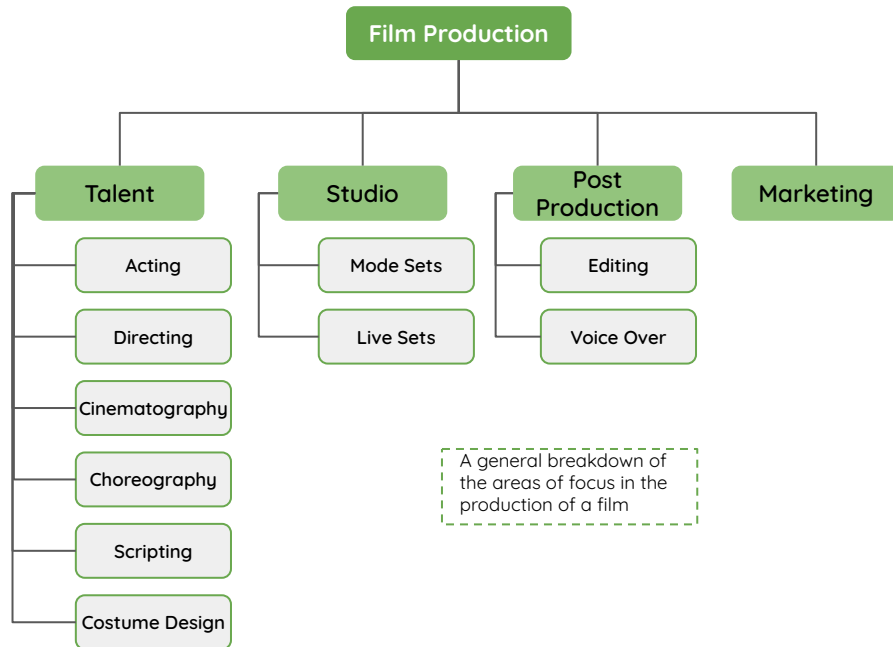 Film Production
Talent
Studio
Post
Production
Marketing
Acting
Mode Sets
Editing
Directing
Live Sets
Voice Over
Cinematography
Choreography
Scripting
Costume Design
A general breakdown of
the areas of focus in the
production of a film